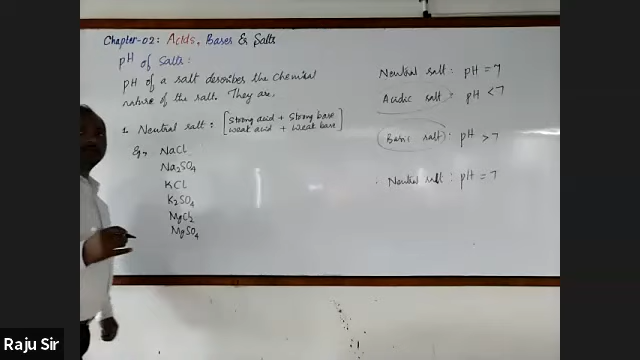 Chapter-02: Acids, Bases & Salts
pH of Salts:
pH of a salt describes the chemical
nature of the salt. They are,
1. Neutral salt: [Strong acid + Strong base
Weak acid + Weak base]
Eg, NaCl
Na2SO4
KCl
K2SO4
MgCl2
MgSO4
Neutral salt: pH = 7
Acidic salt: pH < 7
Basic salt: pH > 7
Neutral salt: pH = 7
Raju Sir